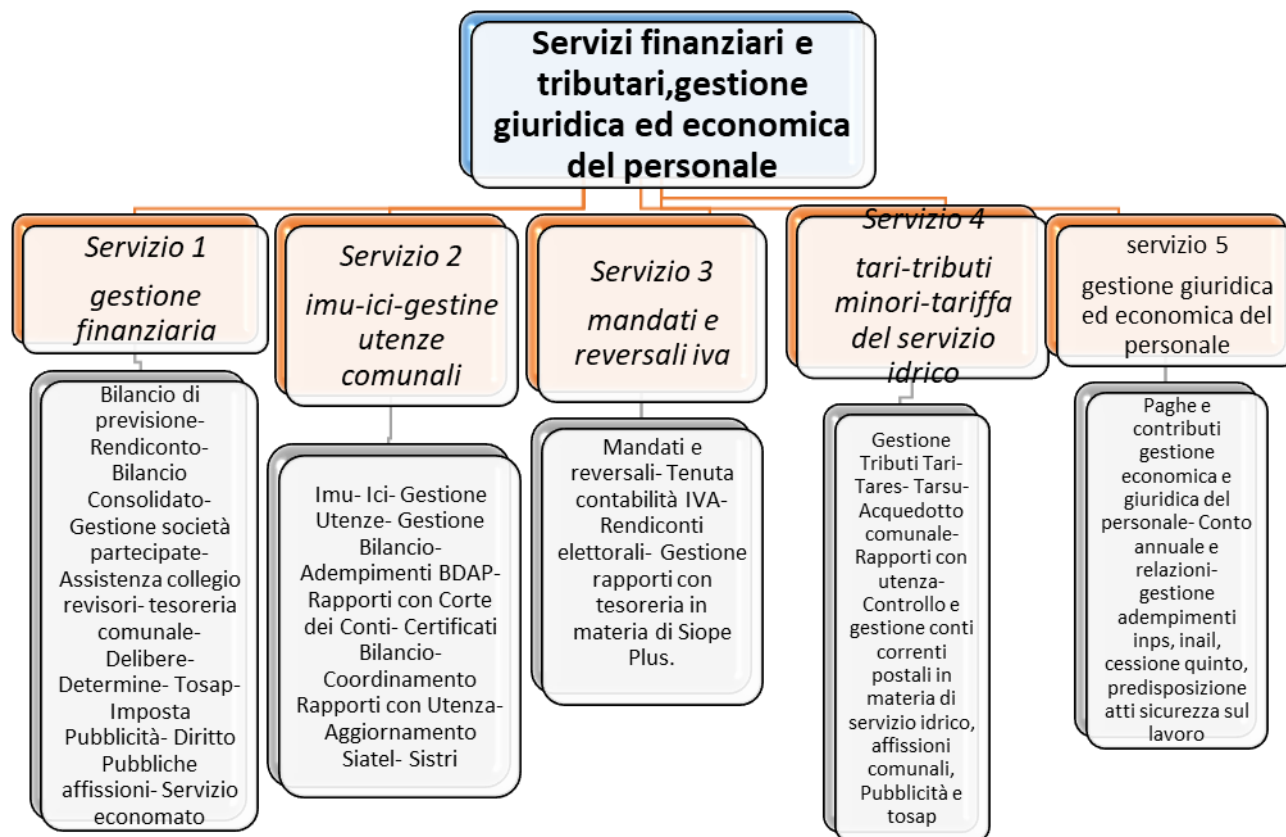 Servizi finanziari e
tributari,gestione
giuridica ed economica
del personale
Servizio 1
gestione
finanziaria
Bilancio di
previsione-
Rendiconto-
Bilancio
Consolidato-
Gestione società
partecipate-
Assistenza collegio
revisori- tesoreria
comunale-
Delibere-
Determine- Tosap-
Imposta
Pubblicità- Diritto
Pubbliche
affissioni- Servizio
economato
Servizio 2
imu-ici-gestine
utenze
comunali
Imu- Ici- Gestione
Utenze- Gestione
Bilancio-
Adempimenti BDAP-
Rapporti con Corte
dei Conti- Certificati
Bilancio-
Coordinamento
Rapporti con Utenza-
Aggiornamento
Siatel- Sistri
Servizio 3
mandati e
reversali iva
Mandati e
reversali- Tenuta
contabilità IVA-
Rendiconti
elettorali- Gestione
rapporti con
tesoreria in
materia di Siope
Plus.
Servizio 4
tari-tributi
minori-tariffa
del servizio
idrico
Gestione
Tributi Tari-
Tares- Tarsu-
Acquedotto
comunale-
Rapporti con
utenza-
Controllo e
gestione conti
correnti
postali in
materia di
servizio idrico,
affissioni
comunali,
Pubblicità e
tosap
servizio 5
gestione giuridica
ed economica del
personale
Paghe e
contributi
gestione
economica e
giuridica del
personale- Conto
annuale e
relazioni-
gestione
adempimenti
inps, inail,
cessione quinto,
predisposizione
atti sicurezza sul
lavoro